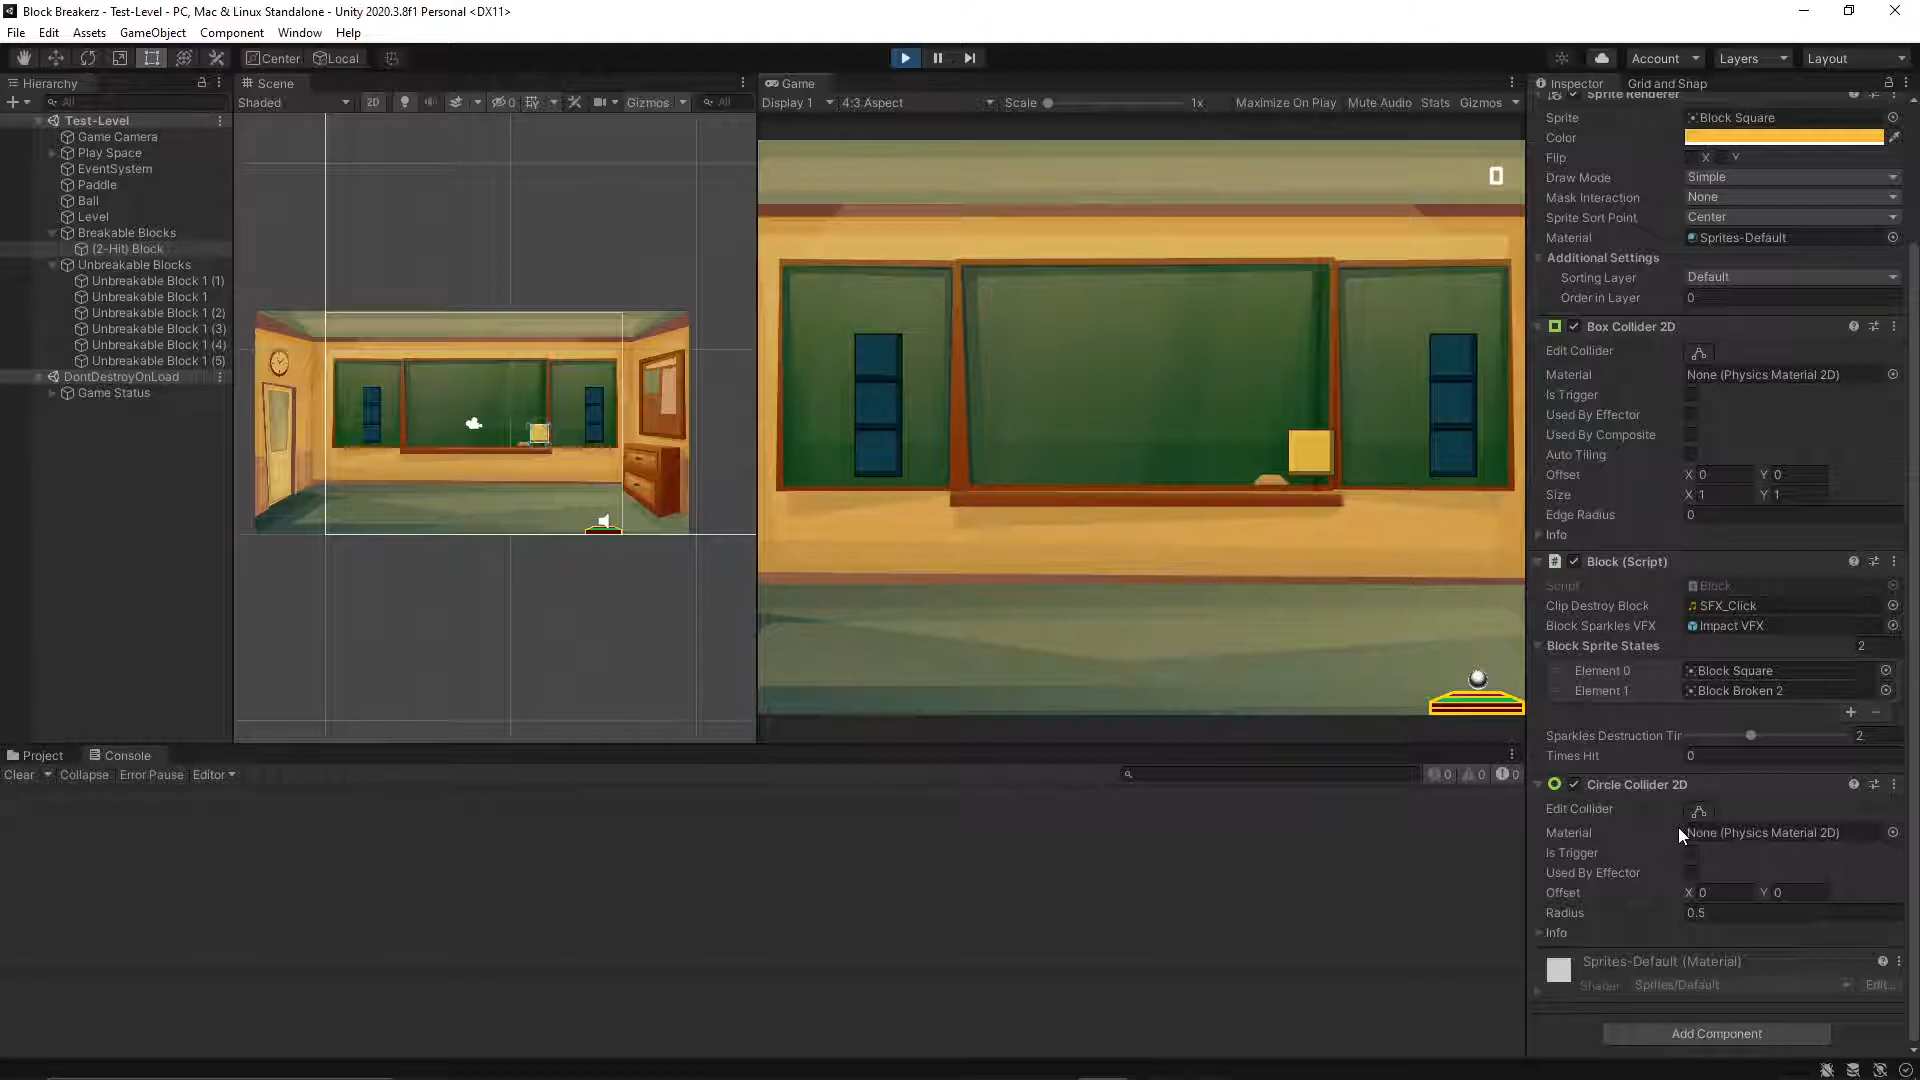 Block Breakerz - Test-Level - PC, Mac & Linux Standalone - Unity 2020.3.8f1 Personal <DX11>
File Edit Assets GameObject Component Window Help
Center Local Account Layers Layout
Hierarchy
All
Test-Level
Game Camera
Play Space
EventSystem
Paddle
Ball
Level
Breakable Blocks
(2-Hit) Block
Unbreakable Blocks
Unbreakable Block 1 (1)
Unbreakable Block 1
Unbreakable Block 1 (2)
Unbreakable Block 1 (3)
Unbreakable Block 1 (4)
Unbreakable Block 1 (5)
DontDestroyOnLoad
Game Status
Scene
Shaded 2D 0 Gizmos All
Game
Display 1 4:3 Aspect Scale 1x Maximize On Play Mute Audio Stats Gizmos
0
Inspector Grid and Snap
Sprite Renderer
Sprite Block Square
Color
Flip X Y
Draw Mode Simple
Mask Interaction None
Sprite Sort Point Center
Material Sprites-Default
Additional Settings
Sorting Layer Default
Order in Layer 0
Box Collider 2D
Edit Collider
Material None (Physics Material 2D)
Is Trigger
Used By Effector
Used By Composite
Auto Tiling
Offset X 0 Y 0
Size X 1 Y 1
Edge Radius 0
Info
Block (Script)
Script Block
Clip Destroy Block SFX_Click
Block Sparkles VFX Impact VFX
Block Sprite States 2
Element 0 Block Square
Element 1 Block Broken 2
Sparkles Destruction Tir 2
Times Hit 0
Circle Collider 2D
Edit Collider
Material None (Physics Material 2D)
Is Trigger
Used By Effector
Offset X 0 Y 0
Radius 0.5
Info
Sprites-Default (Material)
Shader Sprites/Default Edit...
Add Component
Project Console
Clear Collapse Error Pause Editor 0 0 0